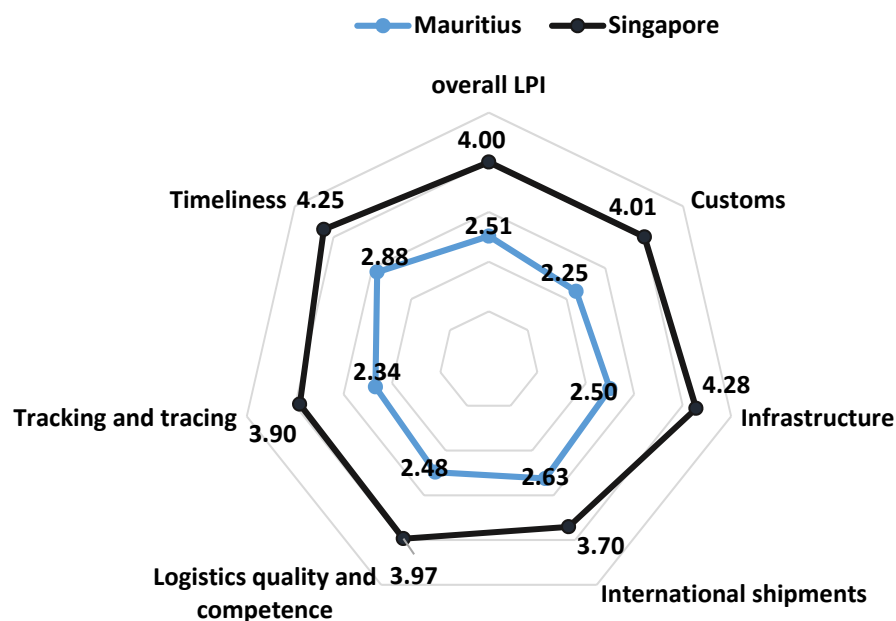 Mauritius
Singapore
overall LPI
4.00
Timeliness
4.25
4.01
Customs
2.51
2.88
2.25
2.34
2.50
4.28
Tracking and tracing
3.90
Infrastructure
2.48
2.63
3.70
Logistics quality and
competence
3.97
International shipments